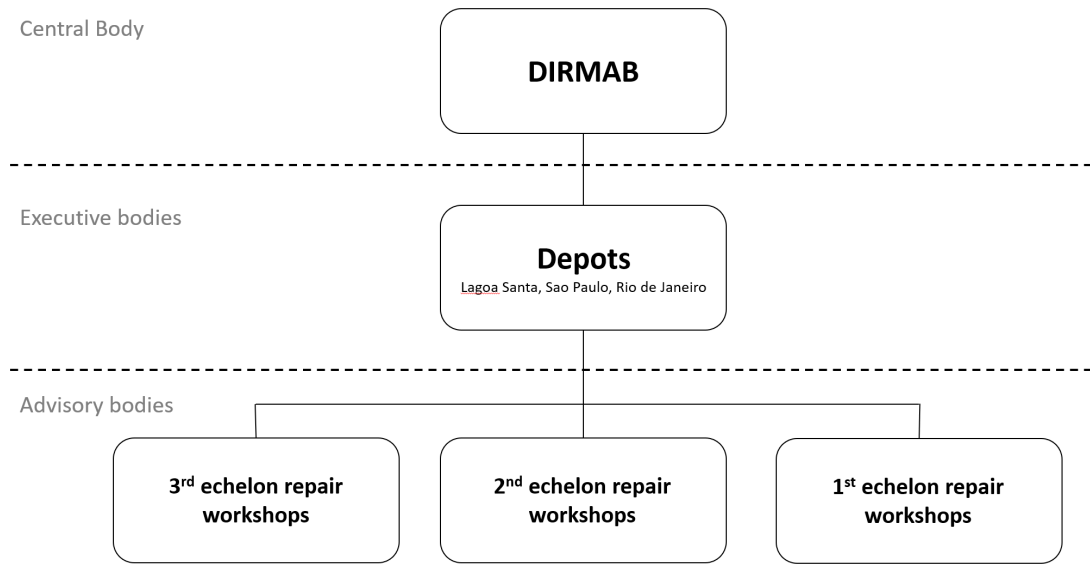 Central Body
DIRMAB
Executive bodies
Depots
Lagoa Santa, Sao Paulo, Rio de Janeiro
Advisory bodies
3rd echelon repair
workshops
2nd echelon repair
workshops
1st echelon repair
workshops